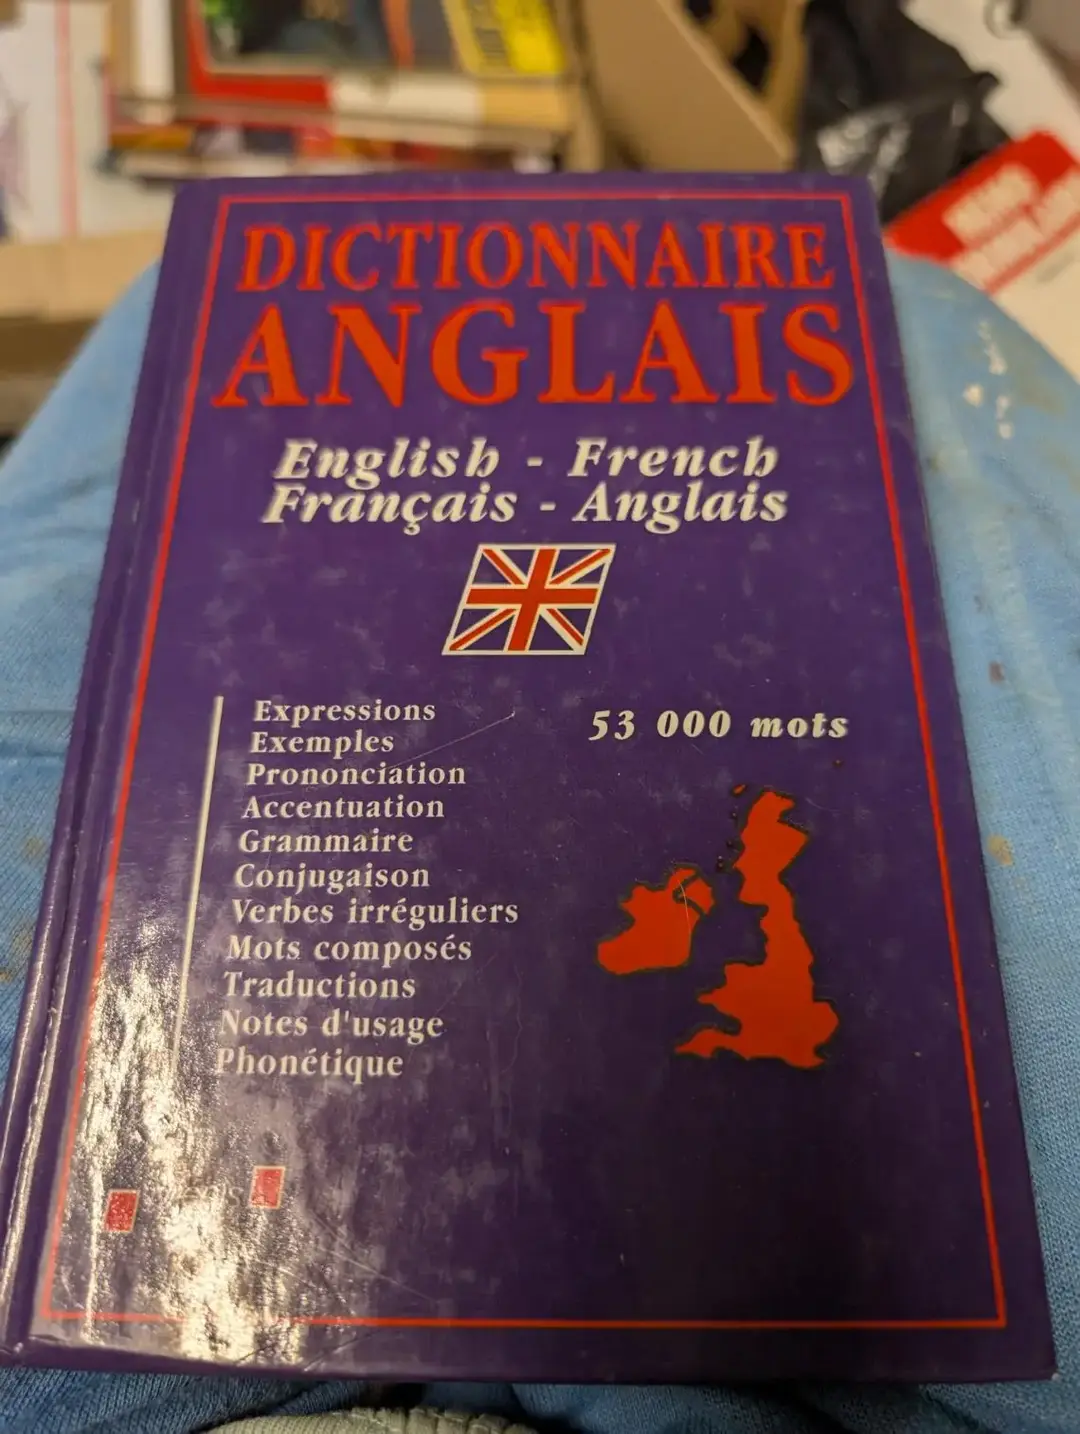 DICTIONNAIRE
ANGLAIS
English - French
Français - Anglais
53 000 mots
Expressions
Exemples
Prononciation
Accentuation
Grammaire
Conjugaison
Verbes irréguliers
Mots composés
Traductions
Notes d'usage
Phonétique